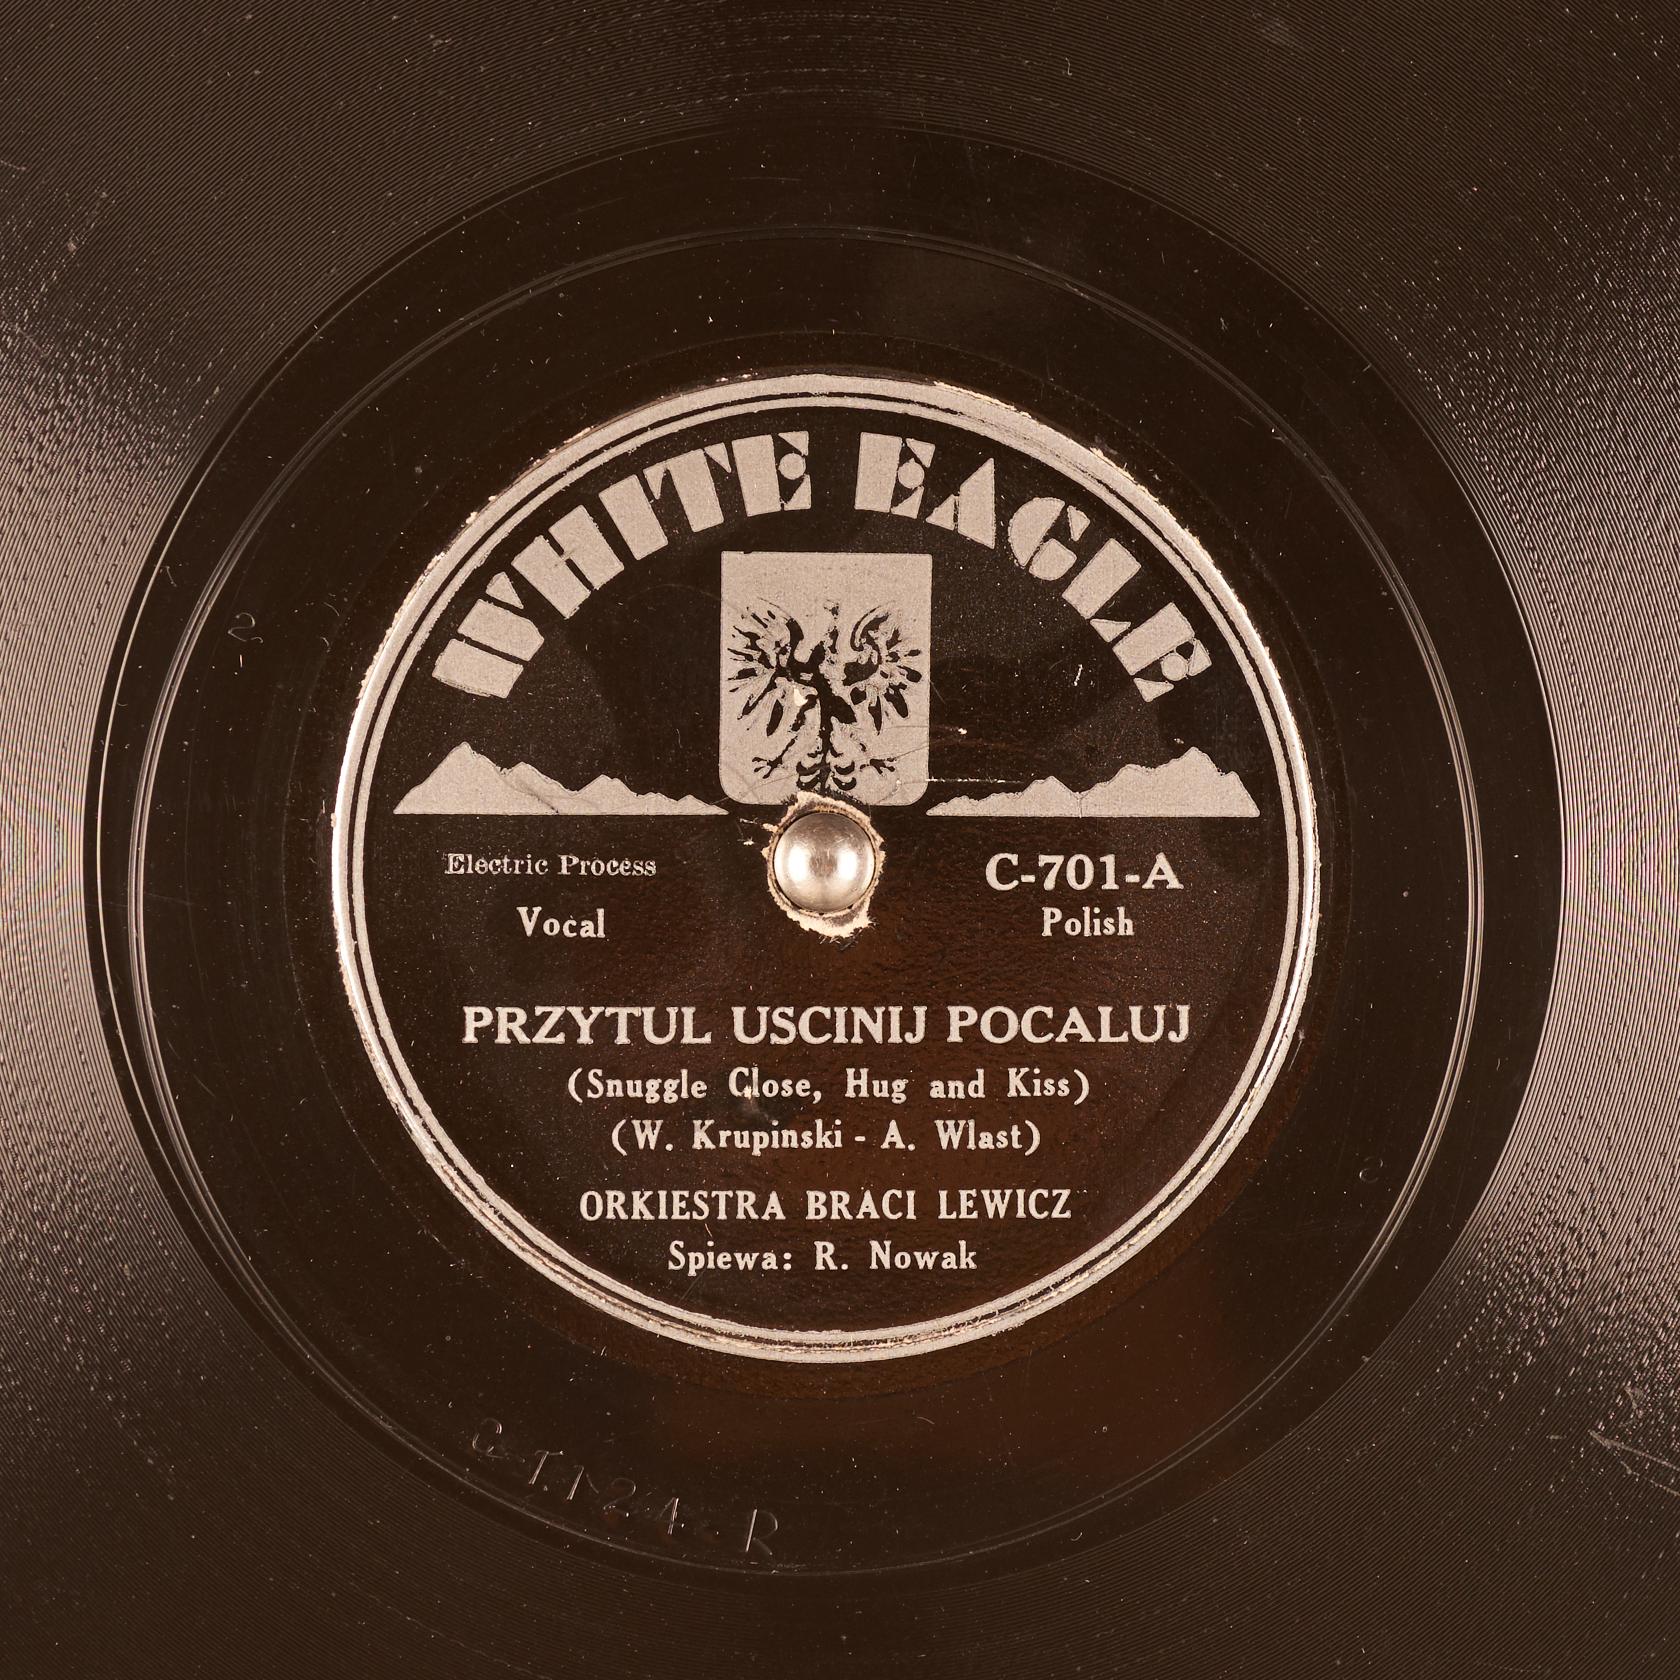 WHITE EAGLE
Electric Process
C-701-A
Vocal
Polish
PRZYTUL USCINIJ POCALUJ
(Snuggle Close, Hug and Kiss)
(W. Krupinski - A. Wlast)
ORKIESTRA BRACI LEWICZ
Spiewa: R. Nowak